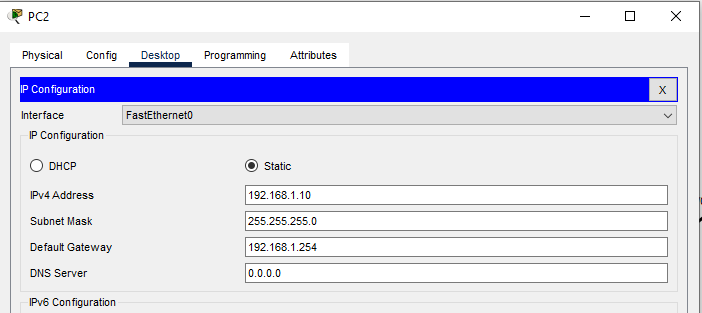 PC2
Physical Config Desktop Programming Attributes
IP Configuration X
Interface FastEthernet0
IP Configuration
DHCP Static
IPv4 Address 192.168.1.10
Subnet Mask 255.255.255.0
Default Gateway 192.168.1.254
DNS Server 0.0.0.0
IPv6 Configuration